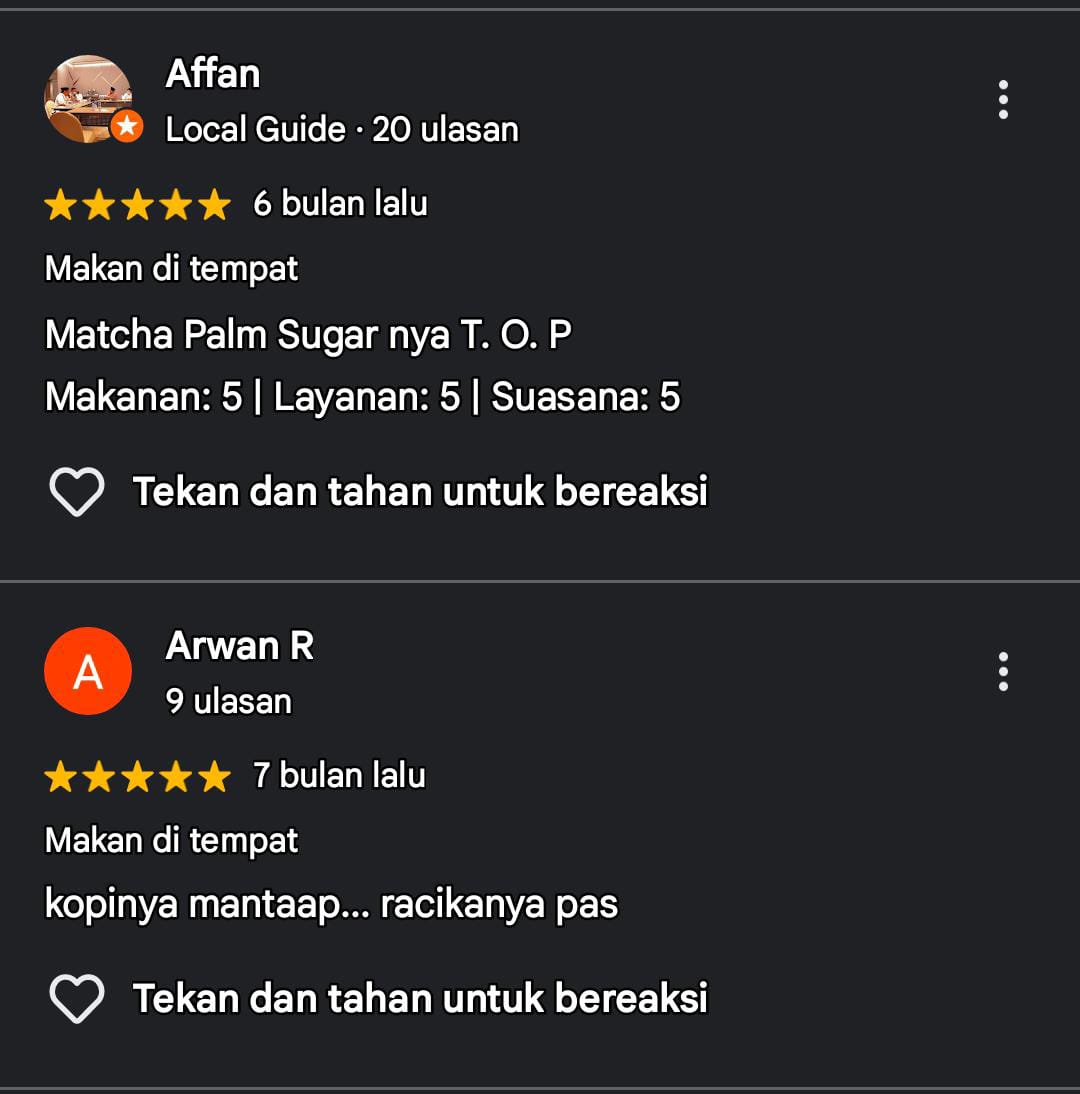 Affan
Local Guide · 20 ulasan
6 bulan lalu
Makan di tempat
Matcha Palm Sugar nya T. O. P
Makanan: 5 | Layanan: 5 | Suasana: 5
Tekan dan tahan untuk bereaksi
A
Arwan R
9 ulasan
7 bulan lalu
Makan di tempat
kopinya mantaap... racikanya pas
Tekan dan tahan untuk bereaksi